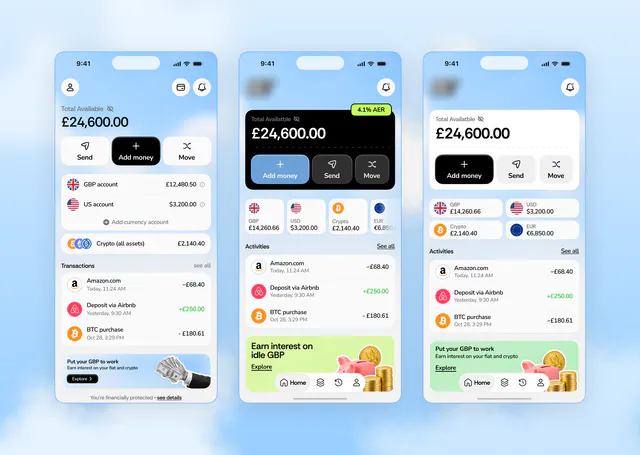 9:41
Total Available
£24,600.00
Send
Add money
Move
GBP account
£12,480.50
US account
$3,200.00
Add currency account
Crypto (all assets)
£2,140.40
Transactions
see all
Amazon.com
Today, 11:24 AM
-£68.40
Deposit via Airbnb
Yesterday, 9:30 AM
+£250.00
BTC purchase
Oct 28, 3:29 PM
- £180.61
Put your GBP to work
Earn interest on your fiat and crypto
Explore
You're financially protected • see details
9:41
4.1% AER
Total Availatble
£24,600.00
Add money
Send
Move
GBP
£14,260.66
USD
$3,200.00
Crypto
£2,140.40
EUR
€6,850.
Activities
See all
Amazon.com
Today, 11:24 AM
-£68.40
Deposit via Airbnb
Yesterday, 9:30 AM
+£250.00
BTC purchase
Oct 28, 3:29 PM
- £180.61
Earn interest on
idle GBP
Explore
Home
9:41
Total Availatble
£24,600.00
Add money
Send
Move
GBP
£14,260.66
USD
$3,200.00
Crypto
£2,140.40
EUR
€6,850.00
Activities
See all
Amazon.com
Today, 11:24 AM
-£68.40
Deposit via Airbnb
Yesterday, 9:30 AM
+£250.00
BTC purchase
Oct 28, 3:29 PM
- £180.61
Put your GBP to work
Earn interest on your fiat and crypto
Explore
Home